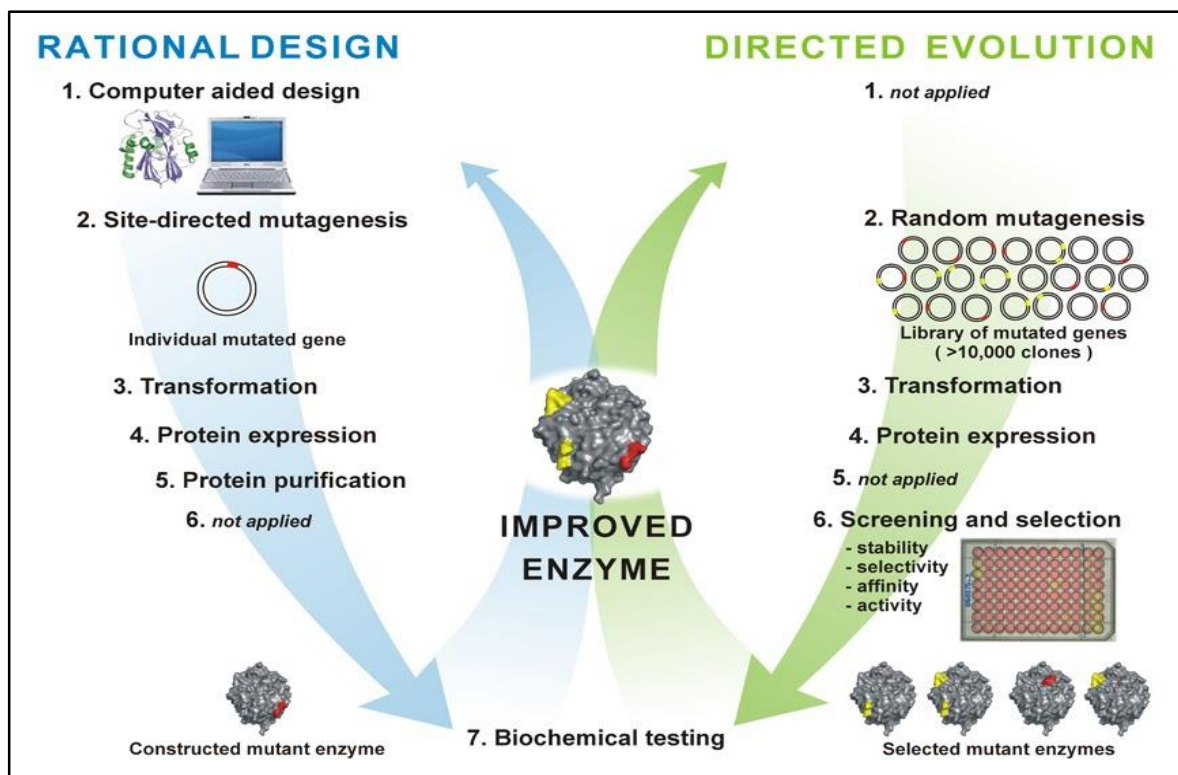 RATIONAL DESIGN
1. Computer aided design
2. Site-directed mutagenesis
Individual mutated gene
3. Transformation
4. Protein expression
5. Protein purification
6. not applied
Constructed mutant enzyme
IMPROVED
ENZYME
7. Biochemical testing
DIRECTED EVOLUTION
1. not applied
2. Random mutagenesis
Library of mutated genes
( >10,000 clones )
3. Transformation
4. Protein expression
5. not applied
6. Screening and selection
- stability
- selectivity
- affinity
- activity
Selected mutant enzymes